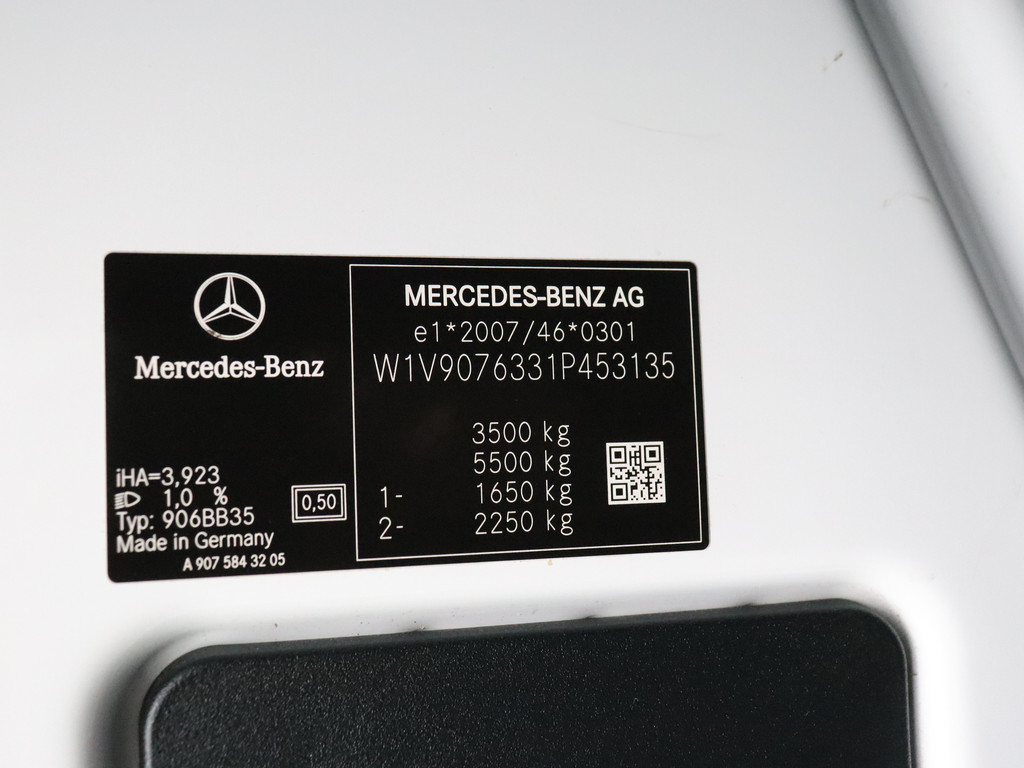 Mercedes-Benz
iHA=3,923
1,0 %
Typ: 906BB35
Made in Germany
A 907 584 32 05
0,50
MERCEDES-BENZ AG
e1*2007/46*0301
W1V9076331P453135
3500 kg
5500 kg
1- 1650 kg
2- 2250 kg